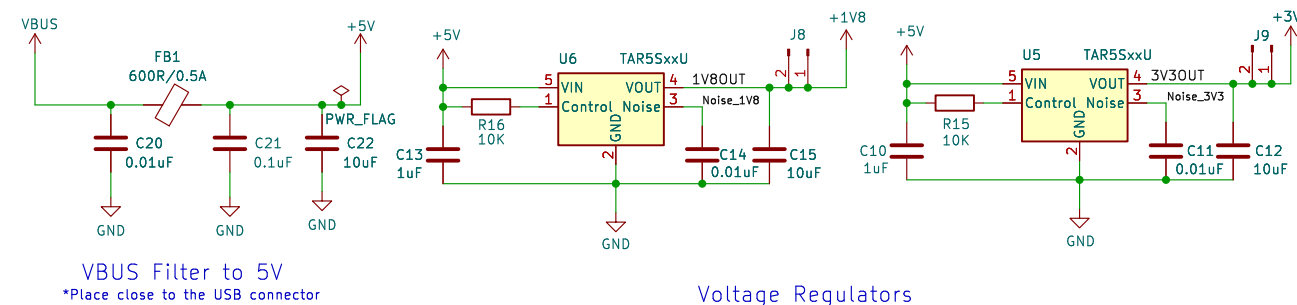 VBUS
+5V
FB1
600R/0.5A
PWR_FLAG
C20
0.01uF
C21
0.1uF
C22
10uF
GND
GND
GND
VBUS Filter to 5V
*Place close to the USB connector
+5V
U6
TAR5SxxU
J8
+1V8
5
VIN
VOUT
4
1V8OUT
2
1
1
Control
Noise
3
Noise_1V8
R16
10K
GND
2
C13
1uF
C14
0.01uF
C15
10uF
GND
+5V
U5
TAR5SxxU
J9
+3V
5
VIN
VOUT
4
3V3OUT
2
1
1
Control
Noise
3
Noise_3V3
R15
10K
GND
2
C10
1uF
C11
0.01uF
C12
10uF
GND
Voltage Regulators